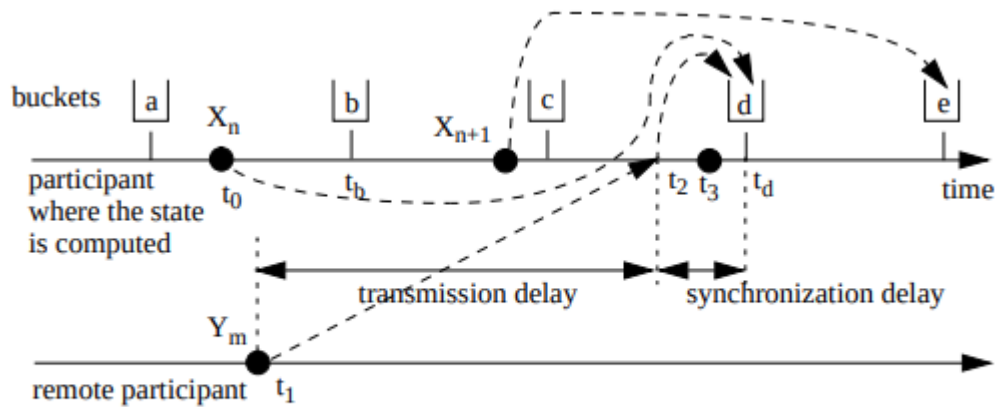 buckets a b c d e
X_n X_{n+1}
t_0 t_b t_2 t_3 t_d time
participant
where the state
is computed
transmission delay synchronization delay
Y_m
remote participant t_1